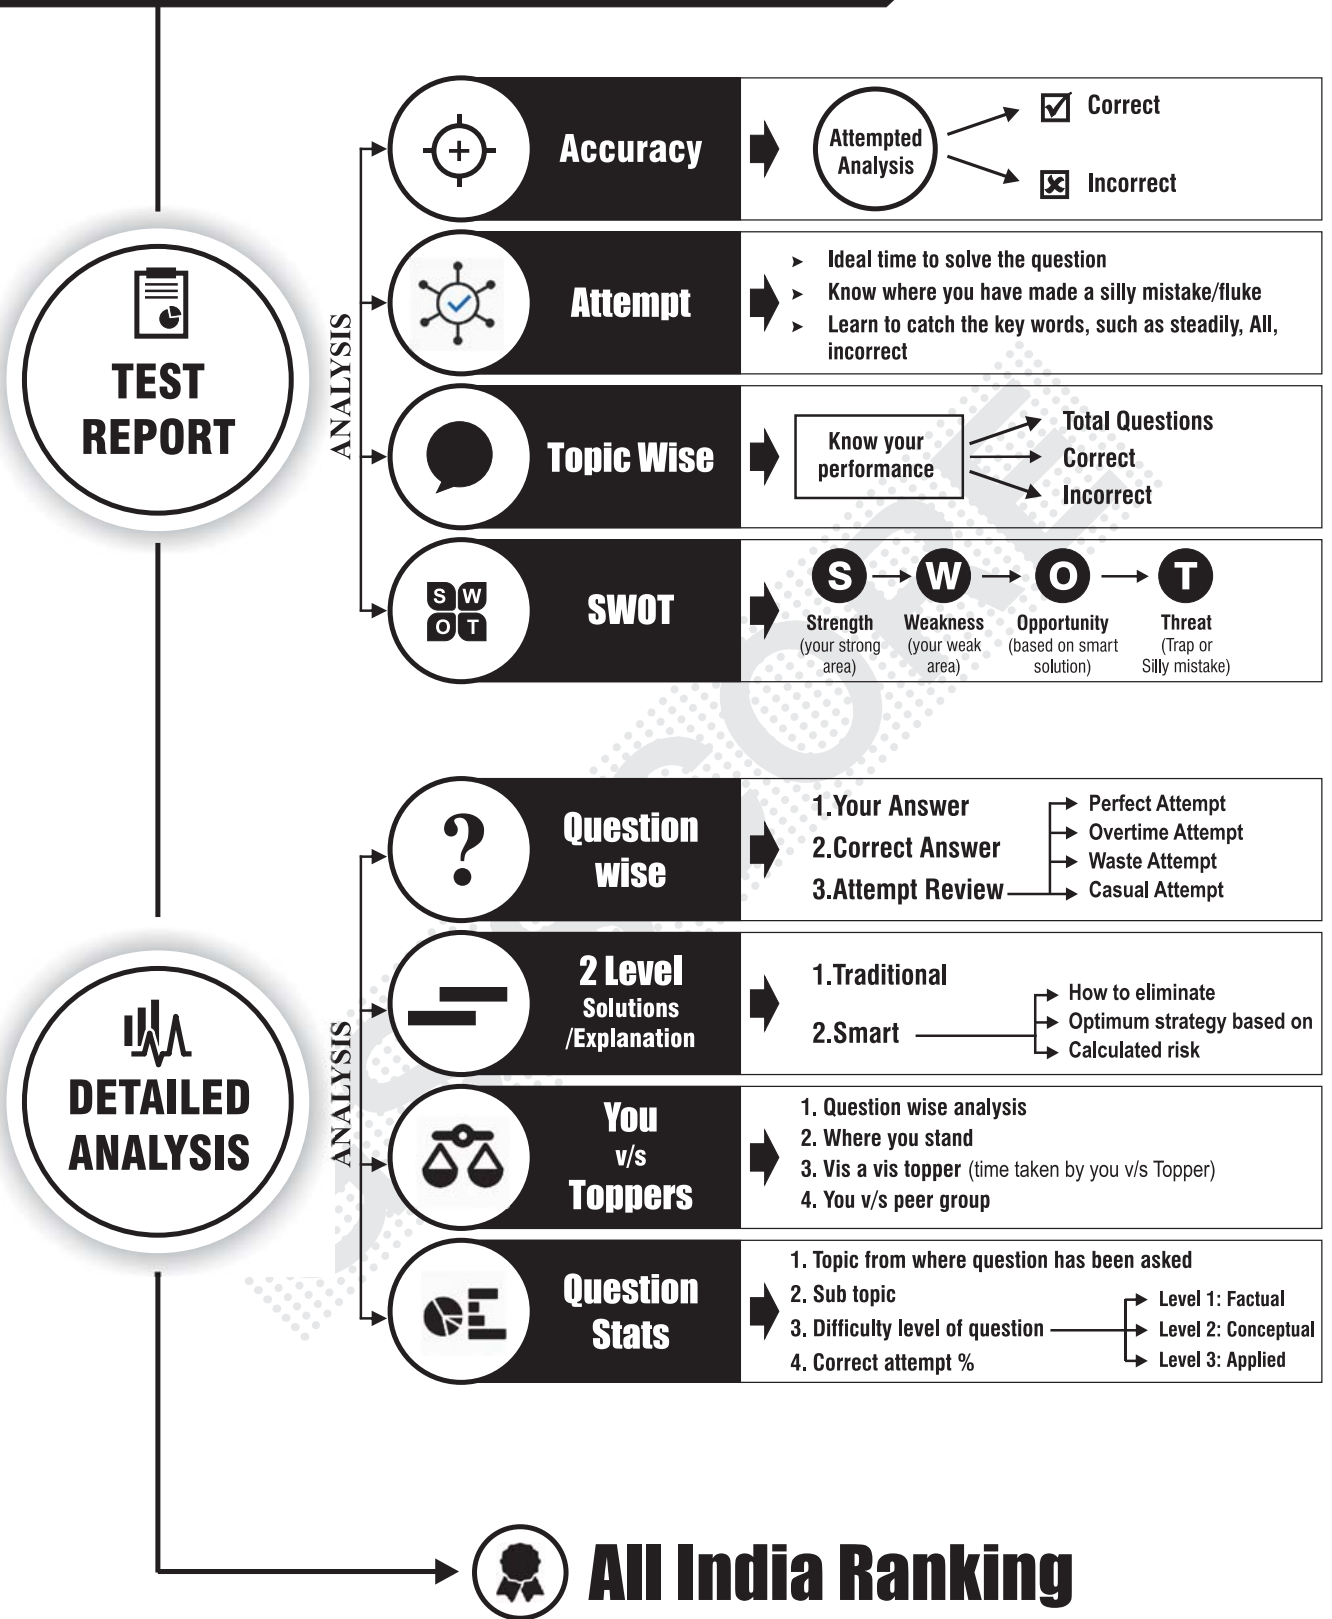 TEST
REPORT
ANALYSIS
Accuracy
Attempted
Analysis
Correct
Incorrect
Attempt
➤ Ideal time to solve the question
➤ Know where you have made a silly mistake/fluke
➤ Learn to catch the key words, such as steadily, All,
incorrect
Topic Wise
Know your
performance
Total Questions
Correct
Incorrect
S W
O T
SWOT
S W O T
Strength Weakness Opportunity Threat
(your strong (your weak (based on smart (Trap or
area) area) solution) Silly mistake)
DETAILED
ANALYSIS
ANALYSIS
?
Question
wise
1.Your Answer
2.Correct Answer
3.Attempt Review
Perfect Attempt
Overtime Attempt
Waste Attempt
Casual Attempt
2 Level
Solutions
/Explanation
1.Traditional
2.Smart
How to eliminate
Optimum strategy based on
Calculated risk
You
v/s
Toppers
1. Question wise analysis
2. Where you stand
3. Vis a vis topper (time taken by you v/s Topper)
4. You v/s peer group
Question
Stats
1. Topic from where question has been asked
2. Sub topic
3. Difficulty level of question
4. Correct attempt %
Level 1: Factual
Level 2: Conceptual
Level 3: Applied
All India Ranking